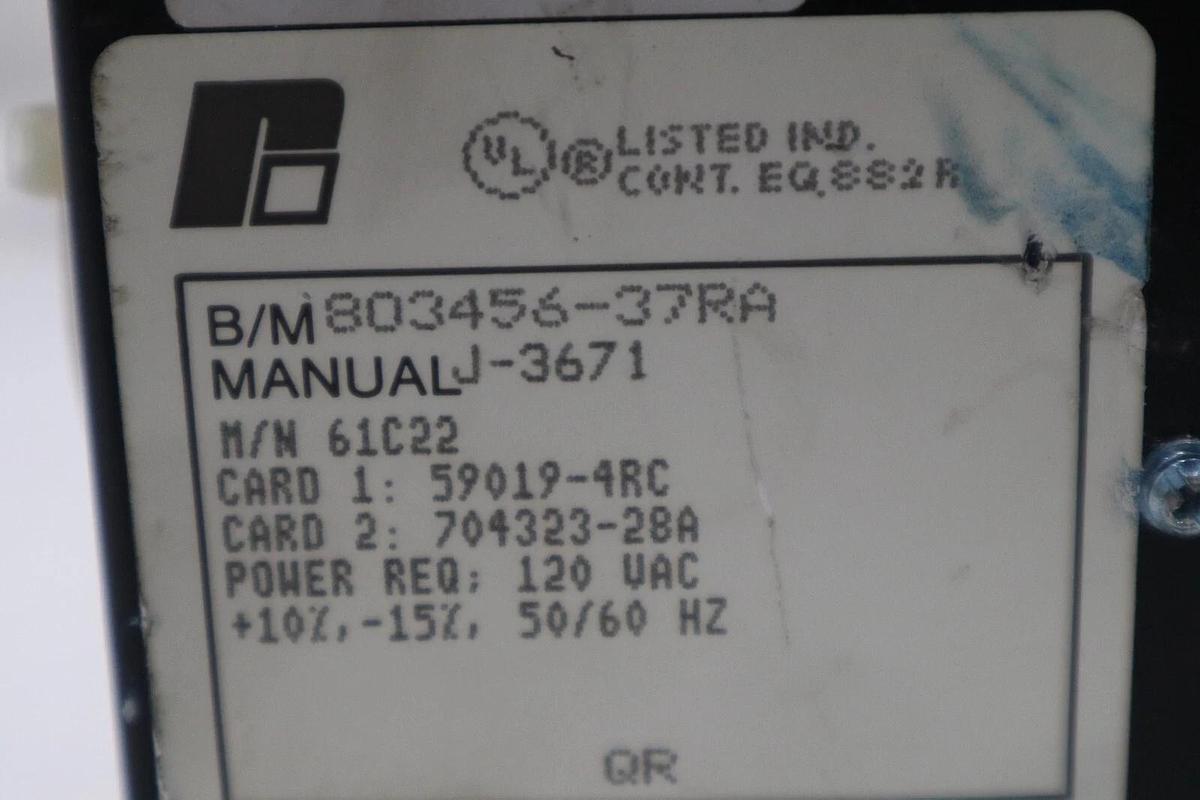 UL® LISTED IND.
CONT. EQ.882R
B/M 803456-37RA
MANUAL J-3671
M/N 61C22
CARD 1: 59019-4RC
CARD 2: 704323-28A
POWER REQ: 120 VAC
+10%,-15%, 50/60 HZ
QR